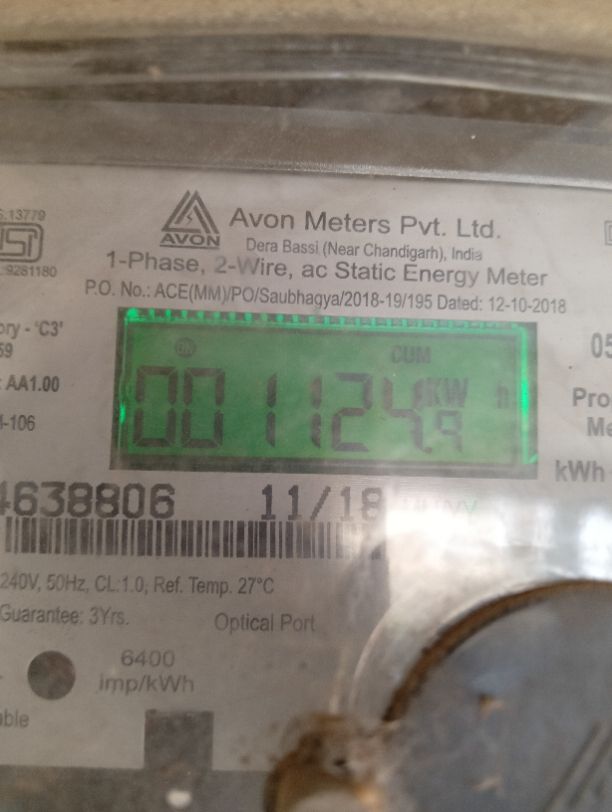 S.13779
ISI
9281180
AVON
Avon Meters Pvt. Ltd.
Dera Bassi (Near Chandigarh), India
1-Phase, 2-Wire, ac Static Energy Meter
P.O. No.: ACE(MM)/PO/Saubhagya/2018-19/195 Dated: 12-10-2018
ory - 'C3'
59
AA1.00
-106
CUM
001124.9 KW h
05
Pro
Me
kWh
4638806 11/18
240V, 50Hz, CL:1.0, Ref. Temp. 27°C
Guarantee: 3Yrs.
Optical Port
6400
imp/kWh
able